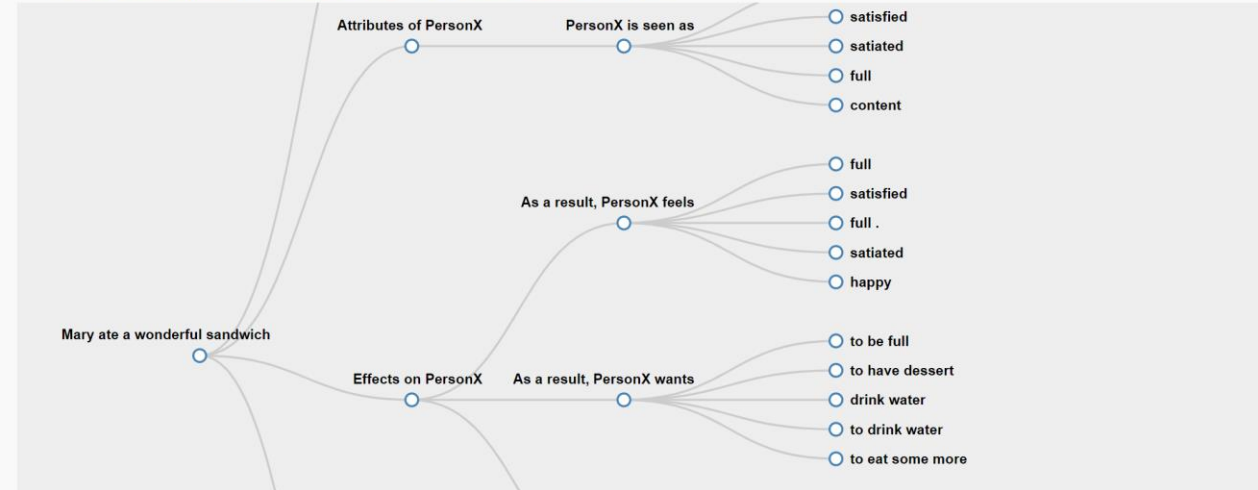 Attributes of PersonX
PersonX is seen as
satisfied
satiated
full
content
As a result, PersonX feels
full
satisfied
full .
satiated
happy
Mary ate a wonderful sandwich
Effects on PersonX
As a result, PersonX wants
to be full
to have dessert
drink water
to drink water
to eat some more